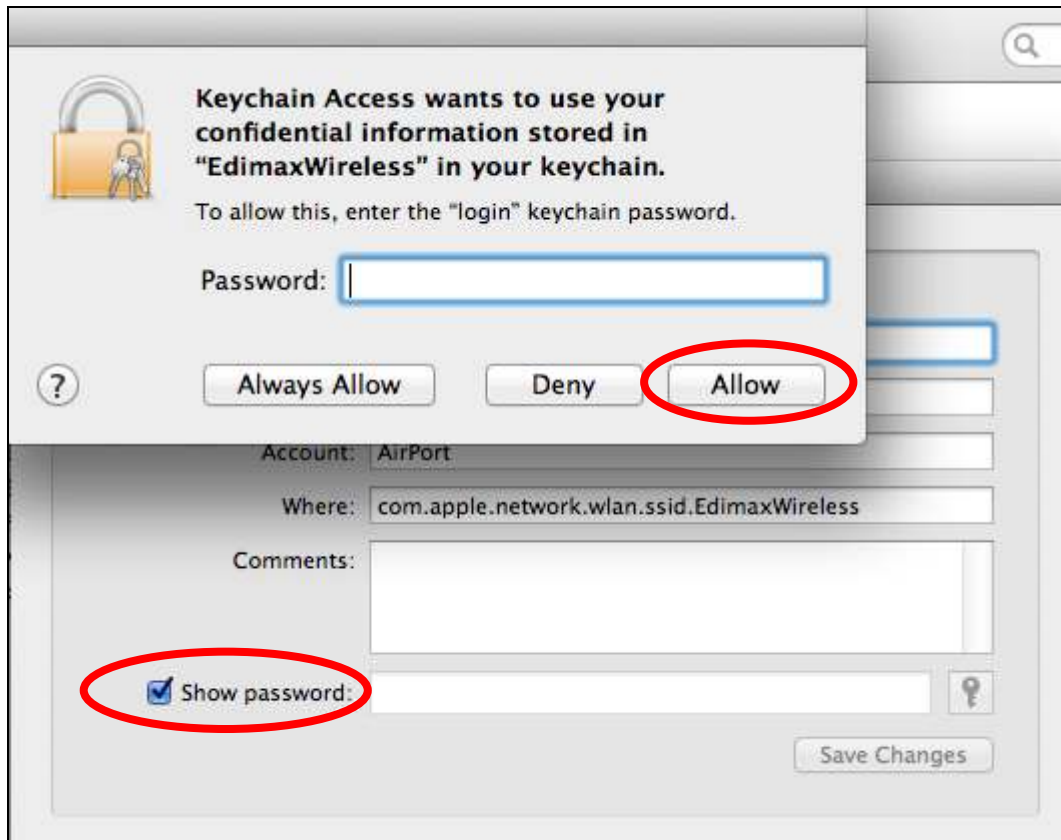 Keychain Access wants to use your
confidential information stored in
“EdimaxWireless” in your keychain.
To allow this, enter the “login” keychain password.
Password:
?
Always Allow
Deny
Allow
Account: AirPort
Where: com.apple.network.wlan.ssid.EdimaxWireless
Comments:
Show password:
Save Changes